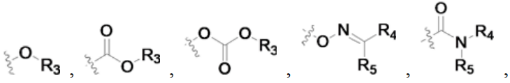 O R₃ , O O R₃ , O O O R₃ , O N R₄ R₅ , O N R₄ R₅ ,